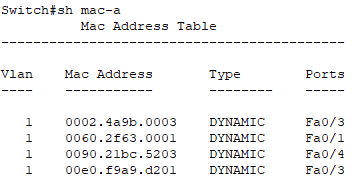 Switch#sh mac-a
          Mac Address Table
-------------------------------------------

Vlan    Mac Address       Type        Ports
----    -----------       --------    -----

   1    0002.4a9b.0003    DYNAMIC     Fa0/3
   1    0060.2f63.0001    DYNAMIC     Fa0/1
   1    0090.21bc.5203    DYNAMIC     Fa0/4
   1    00e0.f9a9.d201    DYNAMIC     Fa0/3